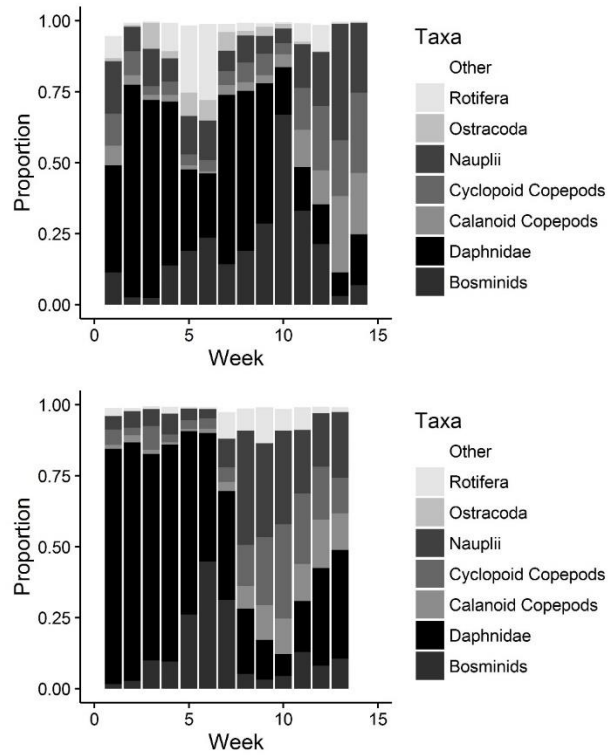 1.00
0.75
0.50
0.25
0.00
Proportion
0
5
10
15
Week
Taxa
Other
Rotifera
Ostracoda
Nauplii
Cyclopoid Copepods
Calanoid Copepods
Daphnidae
Bosminids
1.00
0.75
0.50
0.25
0.00
Proportion
0
5
10
15
Week
Taxa
Other
Rotifera
Ostracoda
Nauplii
Cyclopoid Copepods
Calanoid Copepods
Daphnidae
Bosminids